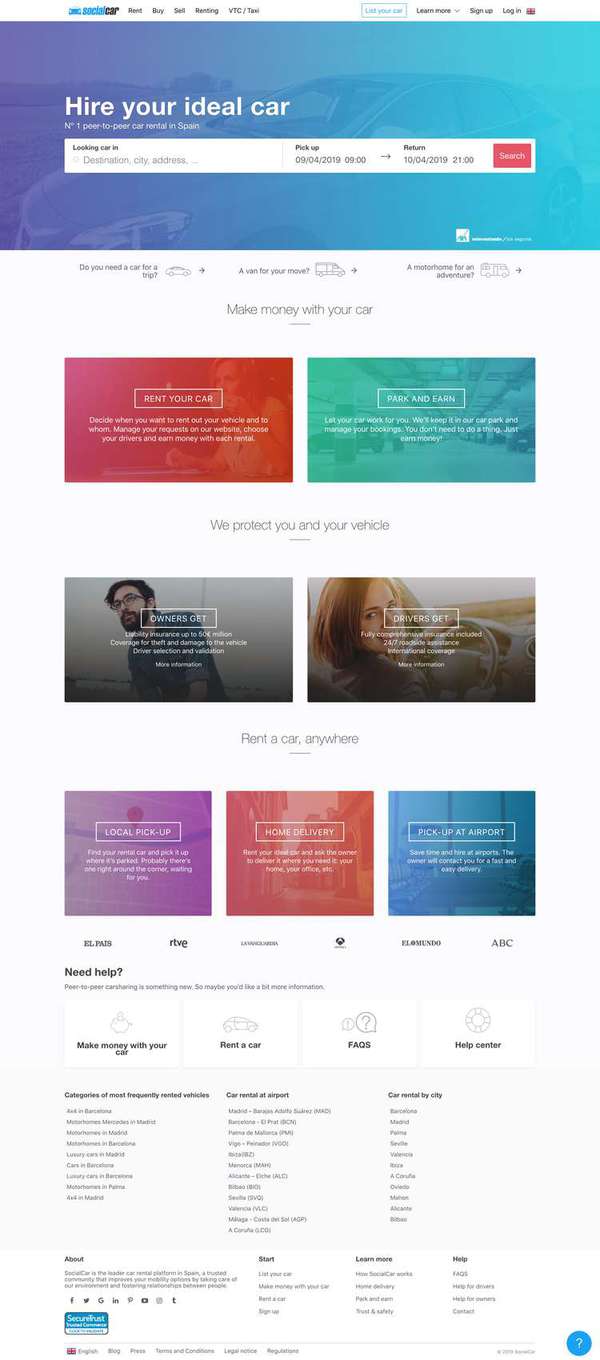 socialcar Rent Buy Sell Renting VTC / Taxi List your car Learn more Sign up Log in
Hire your ideal car
Nº 1 peer-to-peer car rental in Spain
Looking car in Pick up Return
Destination, city, address, ... 09/04/2019 09:00 10/04/2019 21:00 Search
AXA
Do you need a car for a
trip?
A van for your move?
A motorhome for an
adventure?
Make money with your car
RENT YOUR CAR
Decide when you want to rent out your vehicle and to
whom. Manage your requests on our website, choose
your drivers and earn money with each rental.
PARK AND EARN
Let your car work for you. We'll keep it in our car park and
manage your bookings. You don't need to do a thing. Just
earn money!
We protect you and your vehicle
OWNERS GET
Liability insurance up to 50€ million
Coverage for theft and damage to the vehicle
Driver selection and validation
More information
DRIVERS GET
Fully comprehensive insurance included
24/7 roadside assistance
International coverage
More information
Rent a car, anywhere
LOCAL PICK-UP
Find your rental car and pick it up
where it's parked. Probably there's
one right around the corner, waiting
for you.
HOME DELIVERY
Rent your ideal car and ask the owner
to deliver it where you need it: your
home, your office, etc.
PICK-UP AT AIRPORT
Save time and hire at airports. The
owner will contact you for a fast and
easy delivery.
EL PAIS rtve LA VANGUARDIA EL MUNDO ABC
Need help?
Peer-to-peer carsharing is something new. So maybe you'd like a bit more information.
Make money with your
car
Rent a car
FAQS
Help center
Categories of most frequently rented vehicles
4x4 in Barcelona
Motorhomes Mercedes in Madrid
Motorhomes in Madrid
Motorhomes in Barcelona
Luxury cars in Madrid
Cars in Barcelona
Luxury cars in Barcelona
Motorhomes in Palma
4x4 in Madrid
Car rental at airport
Madrid – Barajas Adolfo Suárez (MAD)
Barcelona - El Prat (BCN)
Palma de Mallorca (PMI)
Vigo – Peinador (VGO)
Ibiza(IBZ)
Menorca (MAH)
Alicante – Elche (ALC)
Bilbao (BIO)
Sevilla (SVQ)
Valencia (VLC)
Málaga - Costa del Sol (AGP)
A Coruña (LCG)
Car rental by city
Barcelona
Madrid
Palma
Seville
Valencia
Ibiza
A Coruña
Oviedo
Mahon
Alicante
Bilbao
About
SocialCar is the leader car rental platform in Spain, a trusted
community that improves your mobility options by taking care of
our environment and fostering relationships between people.
SecureTrust
Trusted Commerce
CLICK TO VALIDATE
Start
List your car
Make money with your car
Rent a car
Sign up
Learn more
How SocialCar works
Home delivery
Park and earn
Trust & safety
Help
FAQS
Help for drivers
Help for owners
Contact
English Blog Press Terms and Conditions Legal notice Regulations © 2019 SocialCar
?